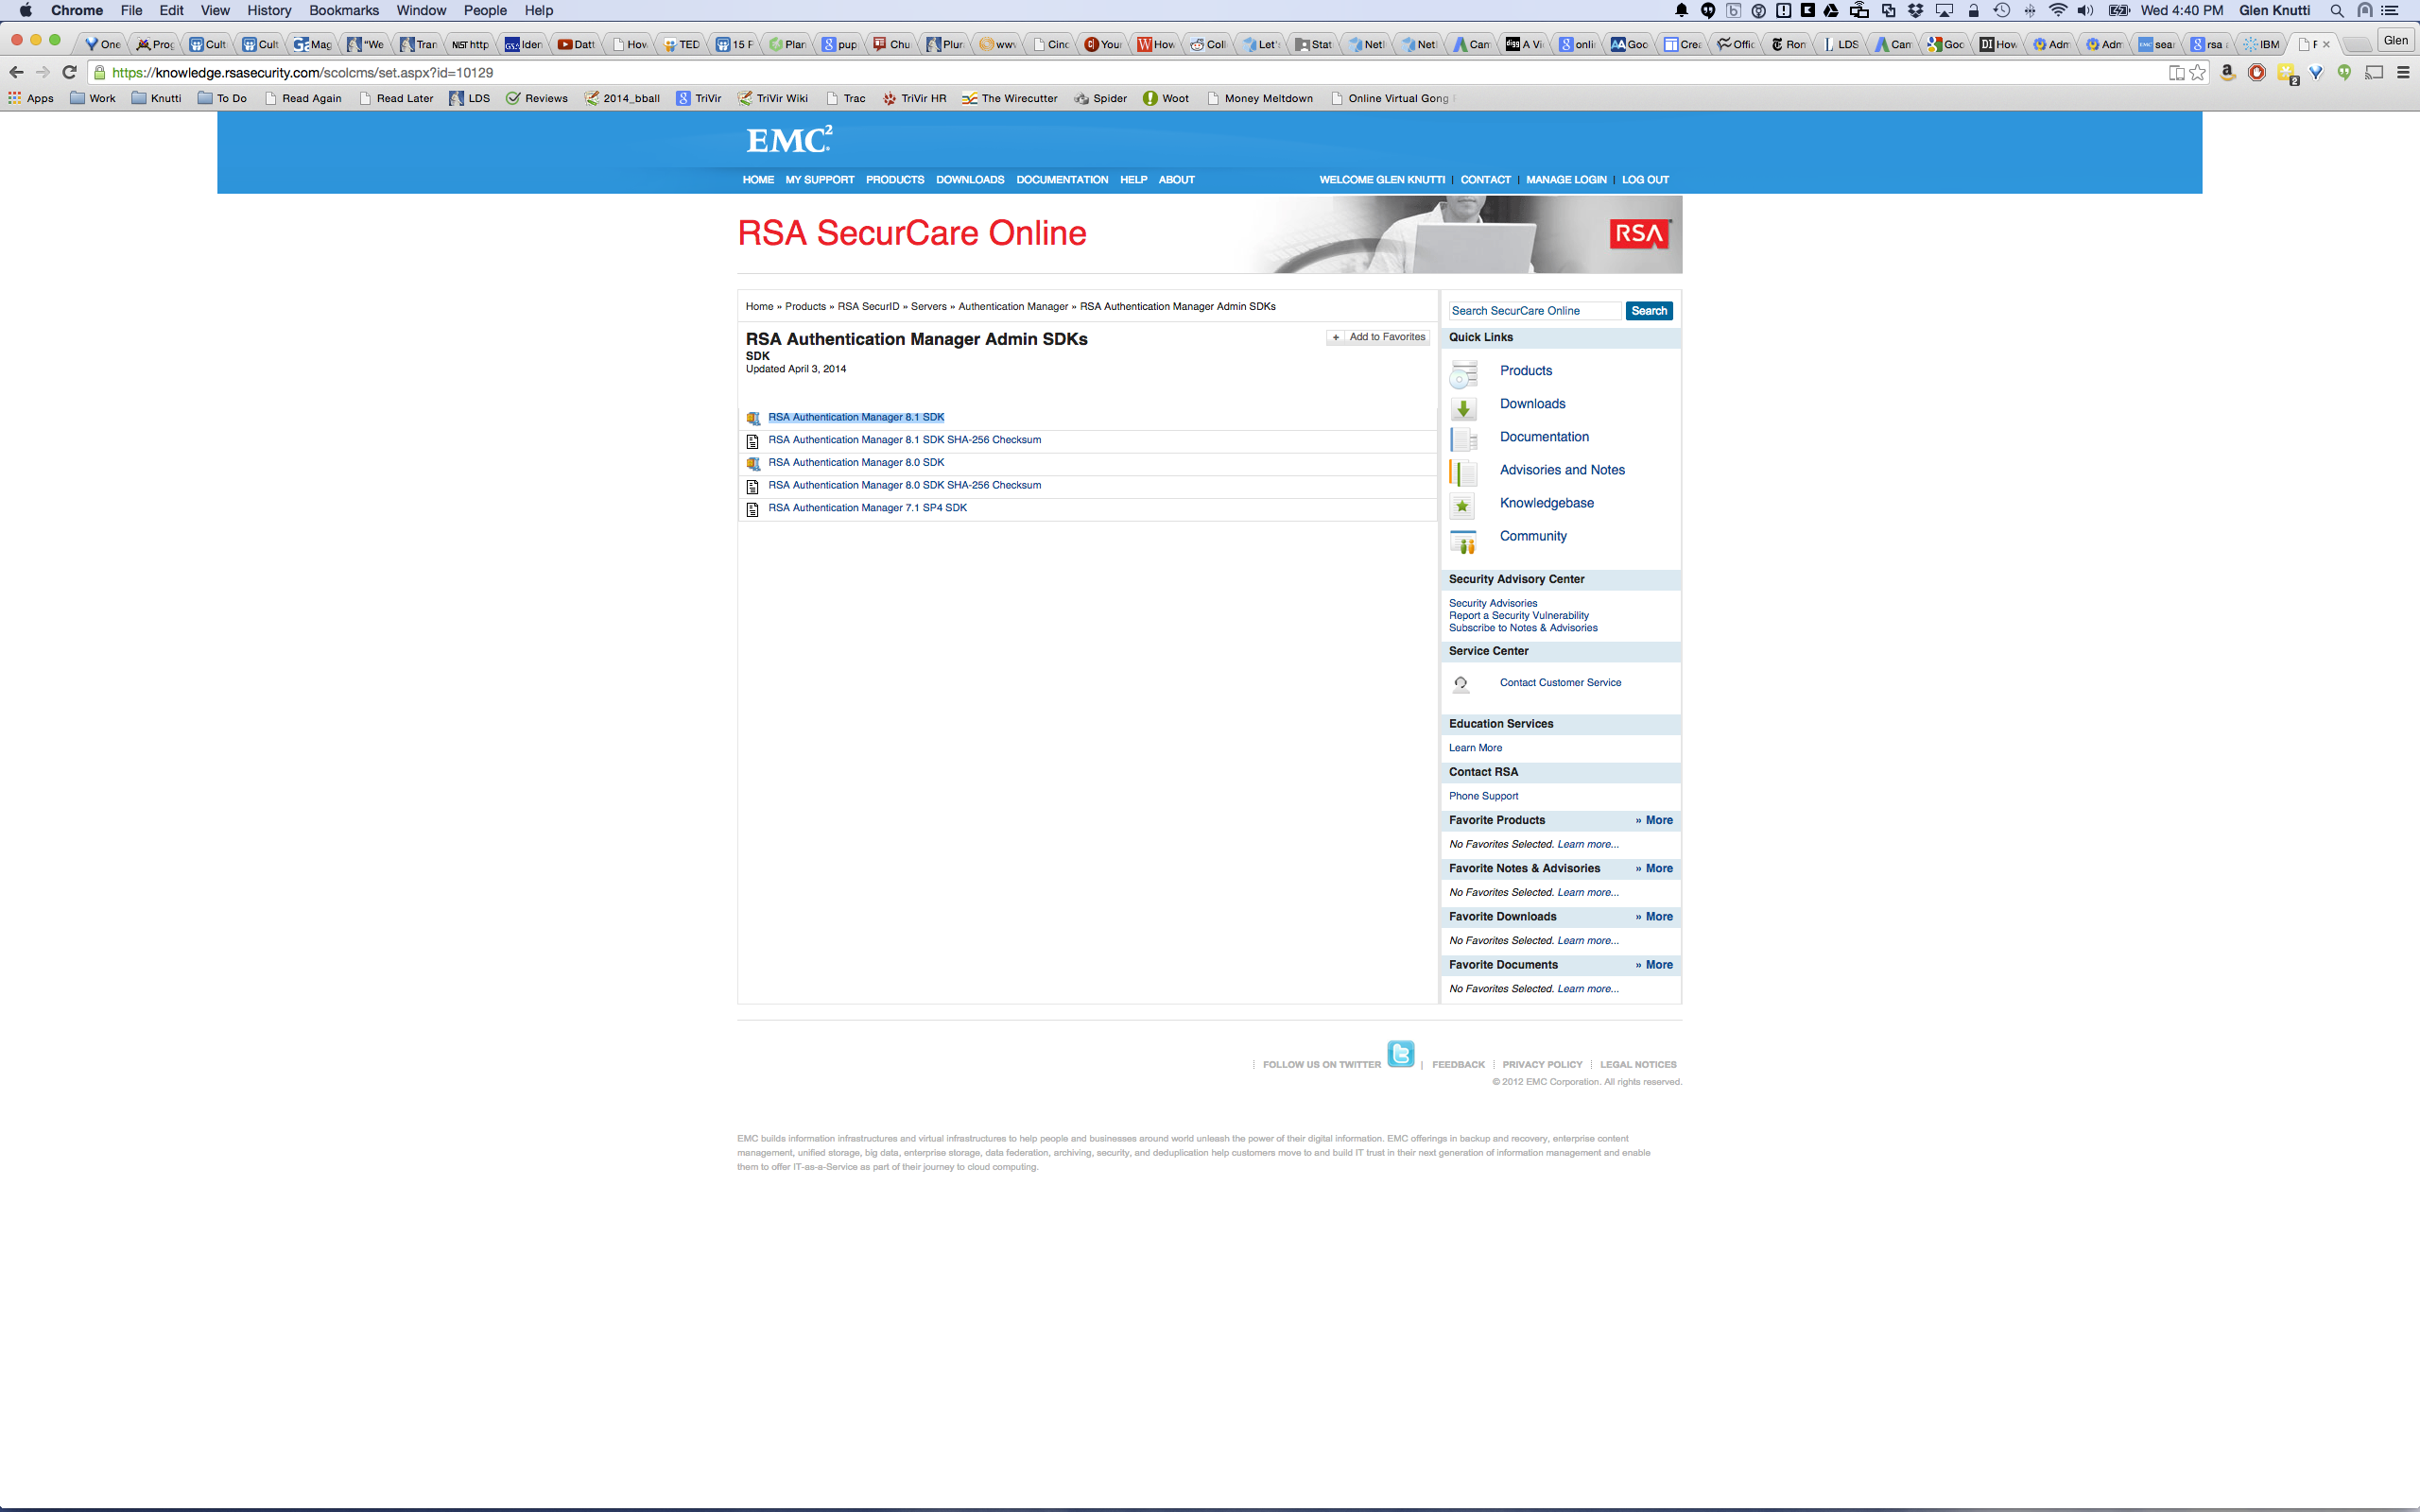 Chrome File Edit View History Bookmarks Window People Help Wed 4:40 PM Glen Knutti
One Prog Cult Cult Mag "We Tran NIST http Iden Datt How TED 15 F Plan pup Chu Plur ww Cinc Your How Coll Let' Stat Netl Netl Cam digg A Vi onli Goo Crea Offic Ron LDS Cam Goo DI How Adm Adm EMC sear rsa IBM Glen
https://knowledge.rsasecurity.com/scolcms/set.aspx?id=10129 2
Apps Work Knutti To Do Read Again Read Later LDS Reviews 2014_bball TriVir TriVir Wiki Trac TriVir HR The Wirecutter Spider Woot Money Meltdown Online Virtual Gong
EMC²
HOME MY SUPPORT PRODUCTS DOWNLOADS DOCUMENTATION HELP ABOUT WELCOME GLEN KNUTTI | CONTACT | MANAGE LOGIN | LOG OUT
RSA SecurCare Online
RSA
Home » Products » RSA SecurID » Servers » Authentication Manager » RSA Authentication Manager Admin SDKs
RSA Authentication Manager Admin SDKs
+ Add to Favorites
SDK
Updated April 3, 2014
RSA Authentication Manager 8.1 SDK
RSA Authentication Manager 8.1 SDK SHA-256 Checksum
RSA Authentication Manager 8.0 SDK
RSA Authentication Manager 8.0 SDK SHA-256 Checksum
RSA Authentication Manager 7.1 SP4 SDK
Search SecurCare Online Search
Quick Links
Products
Downloads
Documentation
Advisories and Notes
Knowledgebase
Community
Security Advisory Center
Security Advisories
Report a Security Vulnerability
Subscribe to Notes & Advisories
Service Center
Contact Customer Service
Education Services
Learn More
Contact RSA
Phone Support
Favorite Products » More
No Favorites Selected. Learn more...
Favorite Notes & Advisories » More
No Favorites Selected. Learn more...
Favorite Downloads » More
No Favorites Selected. Learn more...
Favorite Documents » More
No Favorites Selected. Learn more...
FOLLOW US ON TWITTER | FEEDBACK PRIVACY POLICY LEGAL NOTICES
© 2012 EMC Corporation. All rights reserved.
EMC builds information infrastructures and virtual infrastructures to help people and businesses around world unleash the power of their digital information. EMC offerings in backup and recovery, enterprise content
management, unified storage, big data, enterprise storage, data federation, archiving, security, and deduplication help customers move to and build IT trust in their next generation of information management and enable
them to offer IT-as-a-Service as part of their journey to cloud computing.